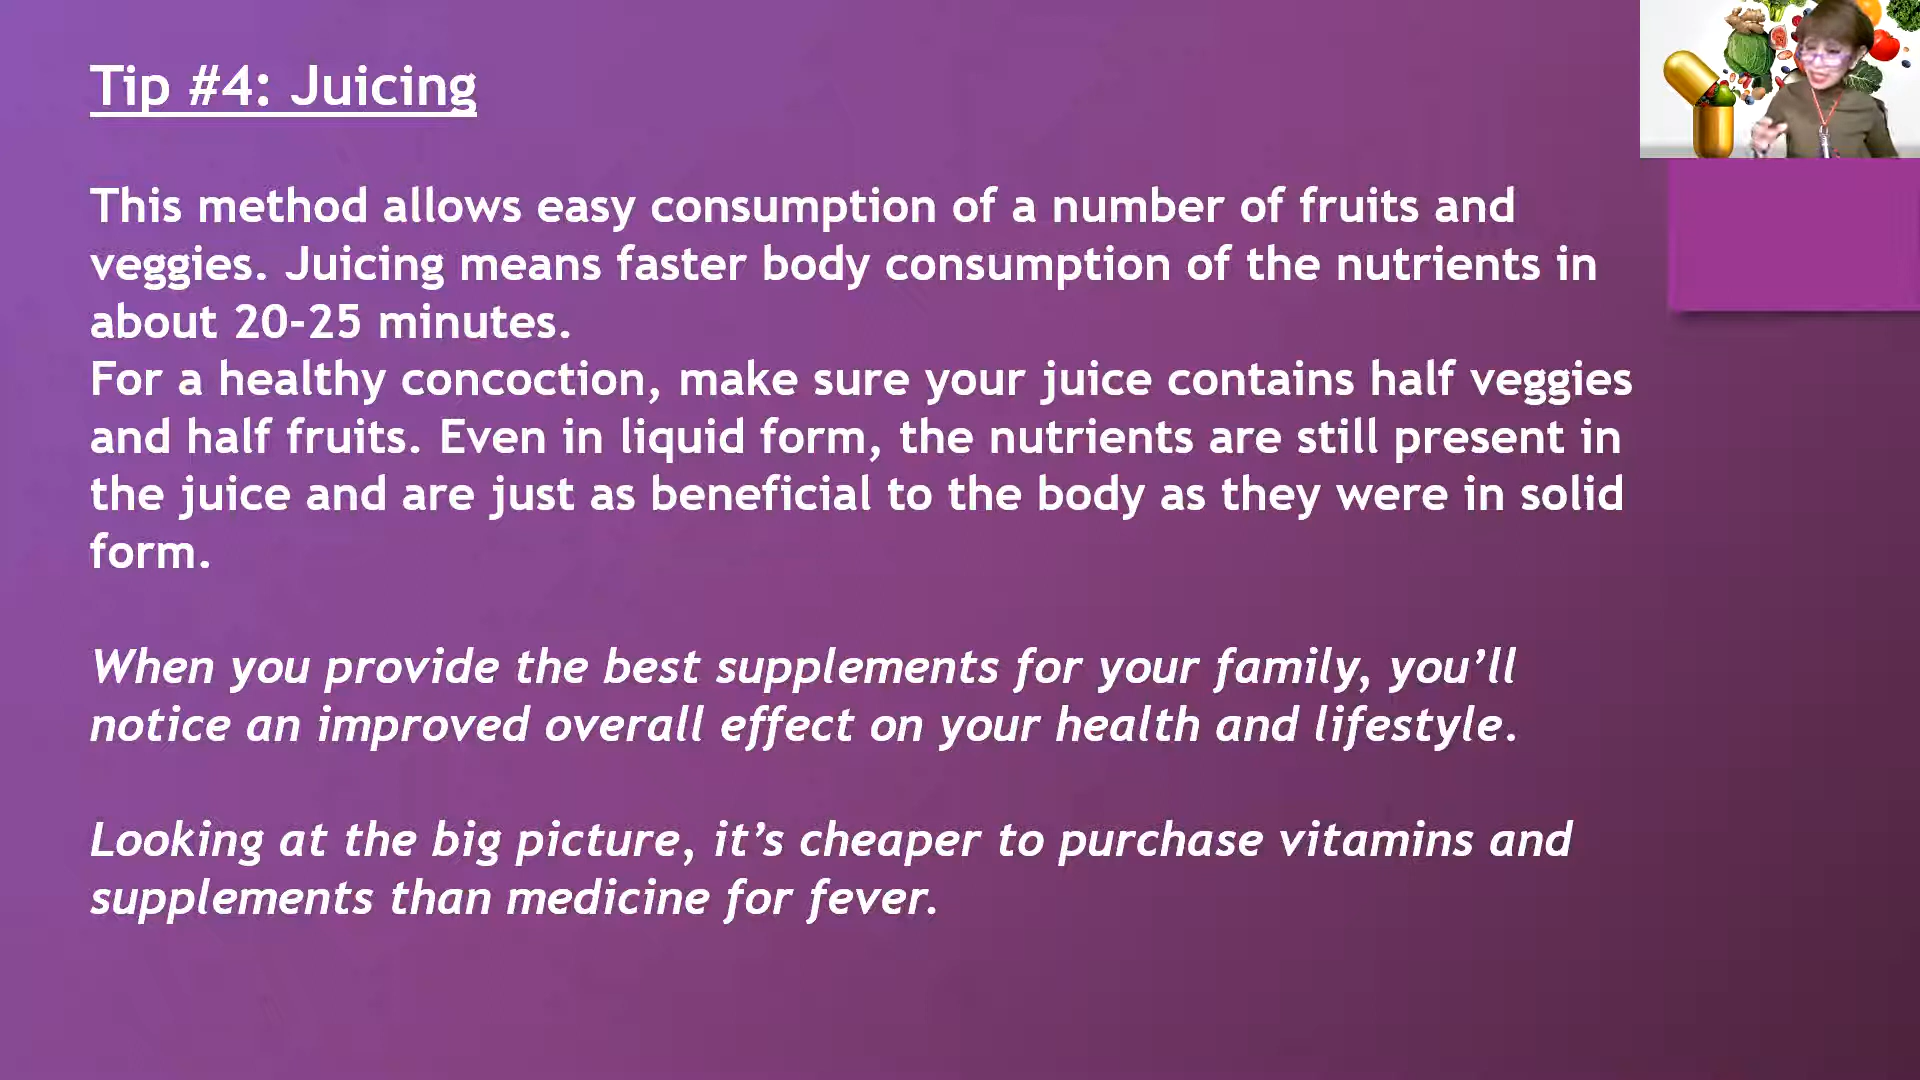 Tip #4: Juicing
This method allows easy consumption of a number of fruits and
veggies. Juicing means faster body consumption of the nutrients in
about 20-25 minutes.
For a healthy concoction, make sure your juice contains half veggies
and half fruits. Even in liquid form, the nutrients are still present in
the juice and are just as beneficial to the body as they were in solid
form.
When you provide the best supplements for your family, you’ll
notice an improved overall effect on your health and lifestyle.
Looking at the big picture, it’s cheaper to purchase vitamins and
supplements than medicine for fever.